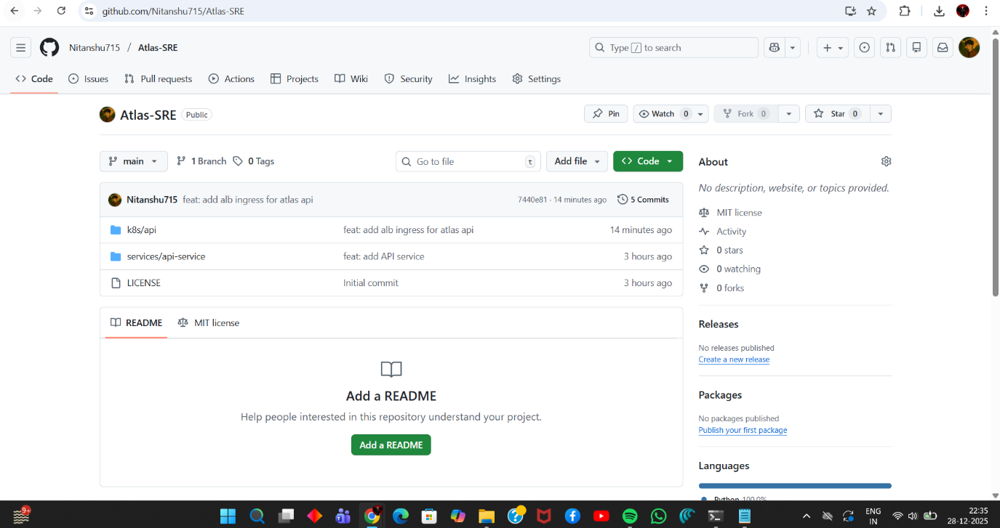 github.com/Nitanshu715/Atlas-SRE
Nitanshu715 / Atlas-SRE
Type / to search
Code Issues Pull requests Actions Projects Wiki Security Insights Settings
Atlas-SRE Public
Pin Watch 0 Fork 0 Star 0
main 1 Branch 0 Tags Go to file t Add file Code
Nitanshu715 feat: add alb ingress for atlas api 7440e81 · 14 minutes ago 5 Commits
k8s/api feat: add alb ingress for atlas api 14 minutes ago
services/api-service feat: add API service 3 hours ago
LICENSE Initial commit 3 hours ago
README MIT license
Add a README
Help people interested in this repository understand your project.
Add a README
About
No description, website, or topics provided.
MIT license
Activity
0 stars
0 watching
0 forks
Releases
No releases published
Create a new release
Packages
No packages published
Publish your first package
Languages
Python 100.0%
9+
ENG
IN
22:35
28-12-2025